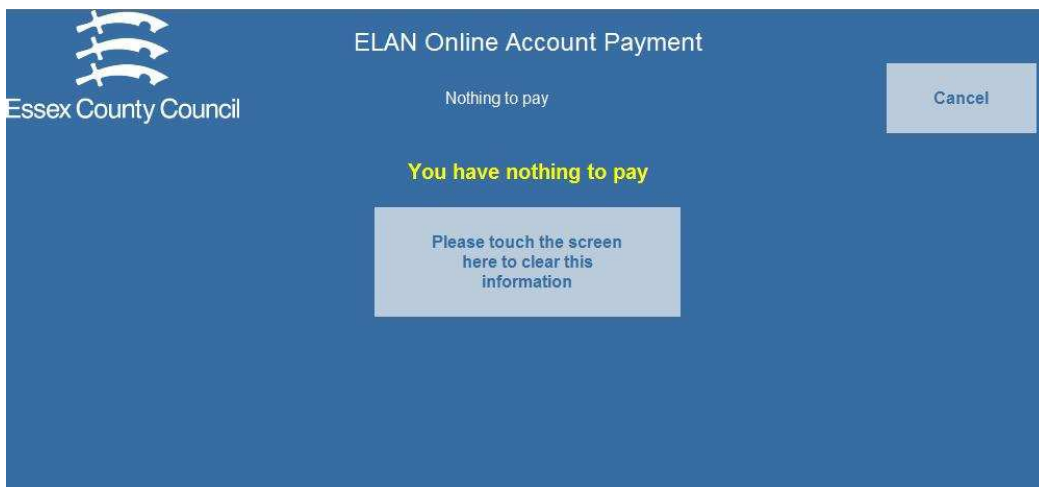 ELAN Online Account Payment
Essex County Council
Nothing to pay
Cancel
You have nothing to pay
Please touch the screen
here to clear this
information